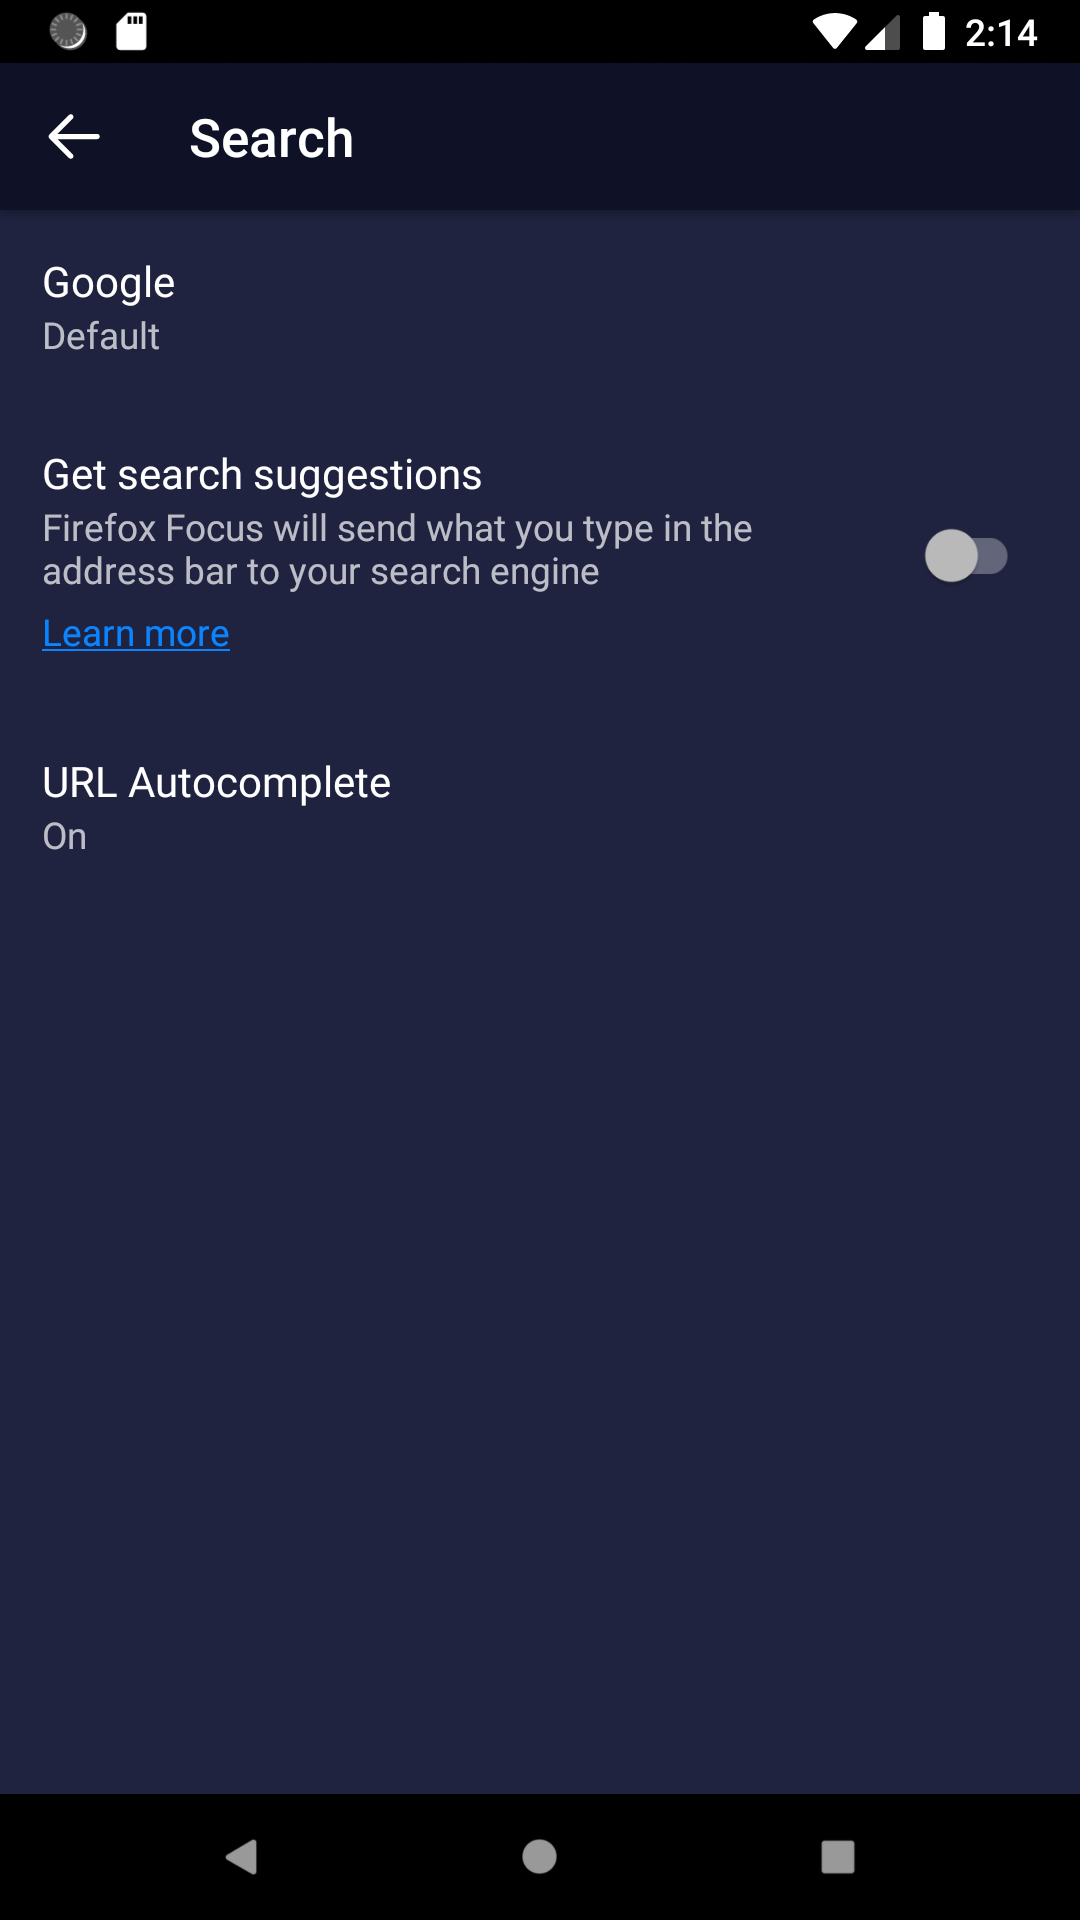 2:14
Search
Google
Default
Get search suggestions
Firefox Focus will send what you type in the
address bar to your search engine
Learn more
URL Autocomplete
On